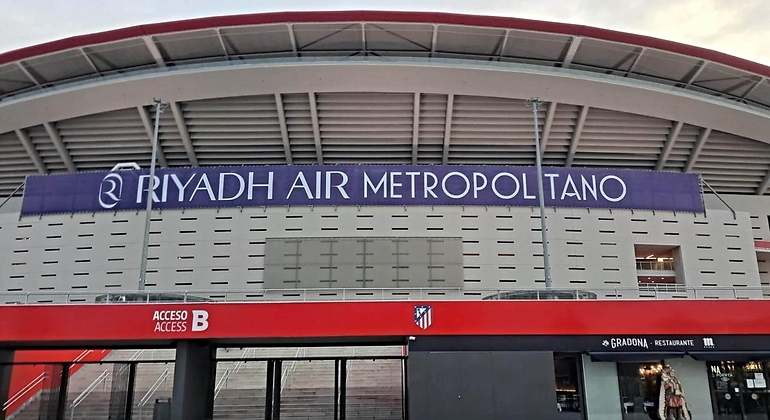 RIYADH AIR METROPOLITANO
ACCESO
ACCESS B
GRADONA · RESTAURANTE